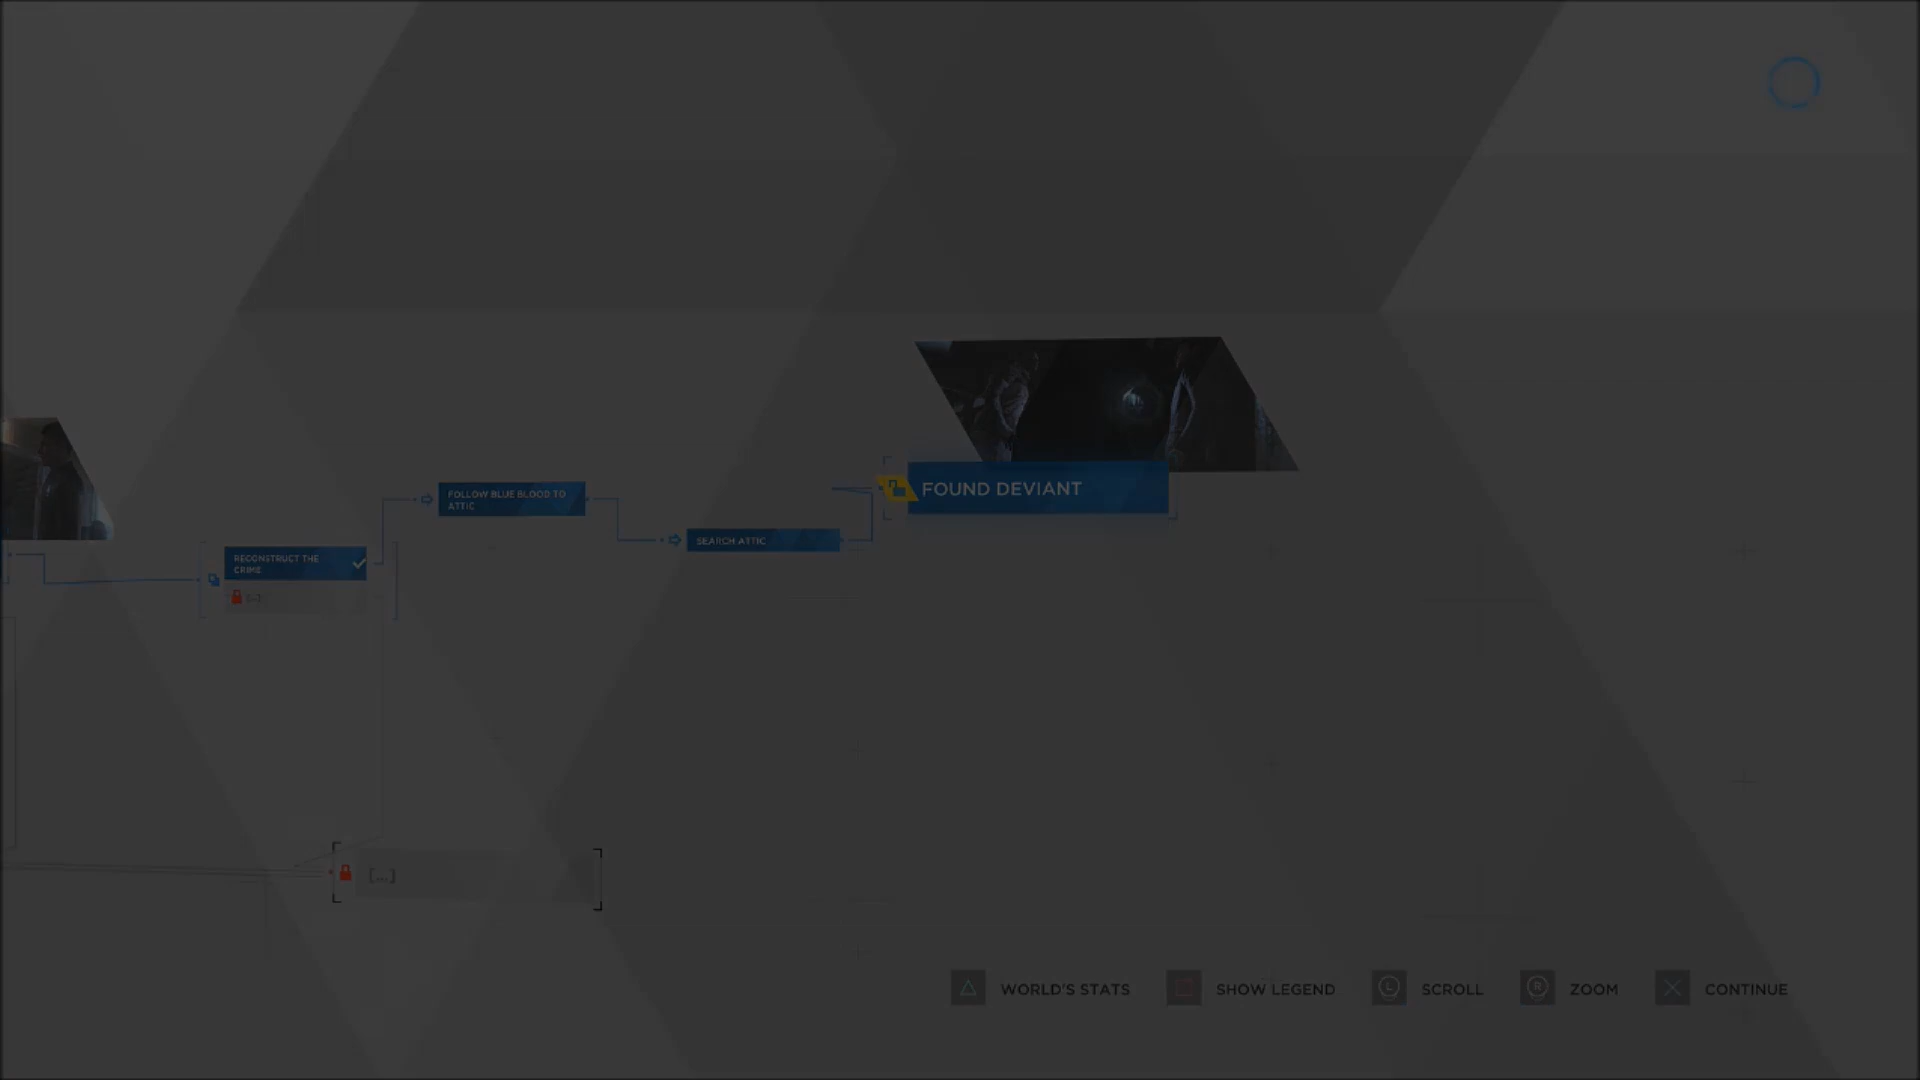 FOUND DEVIANT
FOLLOW BLUE BLOOD TO
ATTIC
SEARCH ATTIC
RECONSTRUCT THE
CRIME
[...]
[...]
WORLD'S STATS
SHOW LEGEND
L
SCROLL
R
ZOOM
CONTINUE